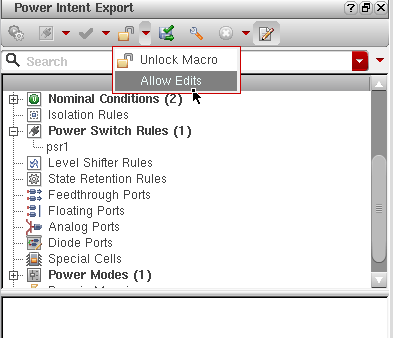 Power Intent Export
Search
Unlock Macro
Allow Edits
Nominal Conditions (2)
Isolation Rules
Power Switch Rules (1)
psr1
Level Shifter Rules
State Retention Rules
Feedthrough Ports
Floating Ports
Analog Ports
Diode Ports
Special Cells
Power Modes (1)